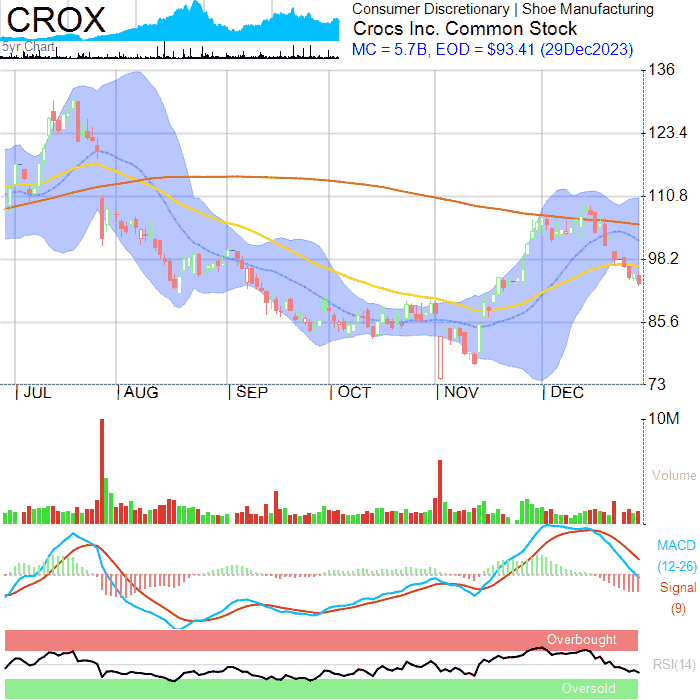 CROX
5yr Chart
Consumer Discretionary | Shoe Manufacturing
Crocs Inc. Common Stock
MC = 5.7B, EOD = $93.41 (29Dec2023)
136
123.4
110.8
98.2
85.6
73
JUL AUG SEP OCT NOV DEC
10M
Volume
MACD
(12-26)
Signal
(9)
Overbought
RSI(14)
Oversold